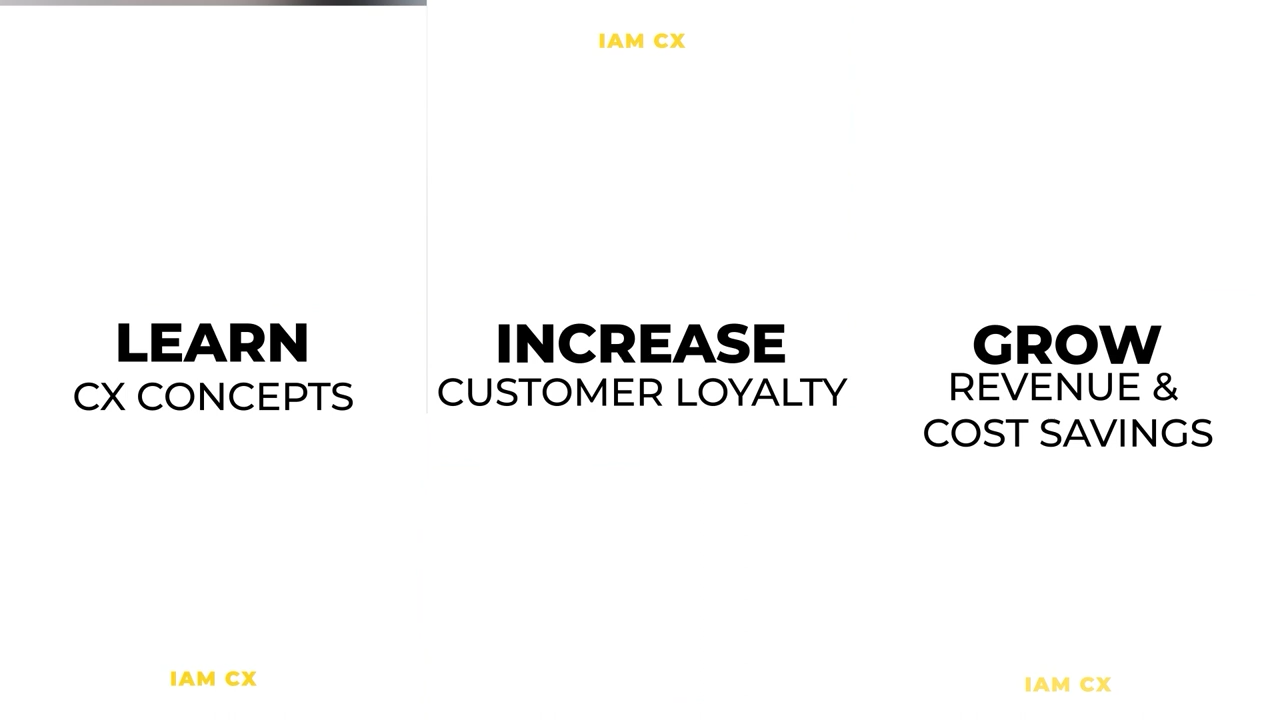 LEARN
CX CONCEPTS
IAM CX
IAM CX
INCREASE
CUSTOMER LOYALTY
GROW
REVENUE &
COST SAVINGS
IAM CX